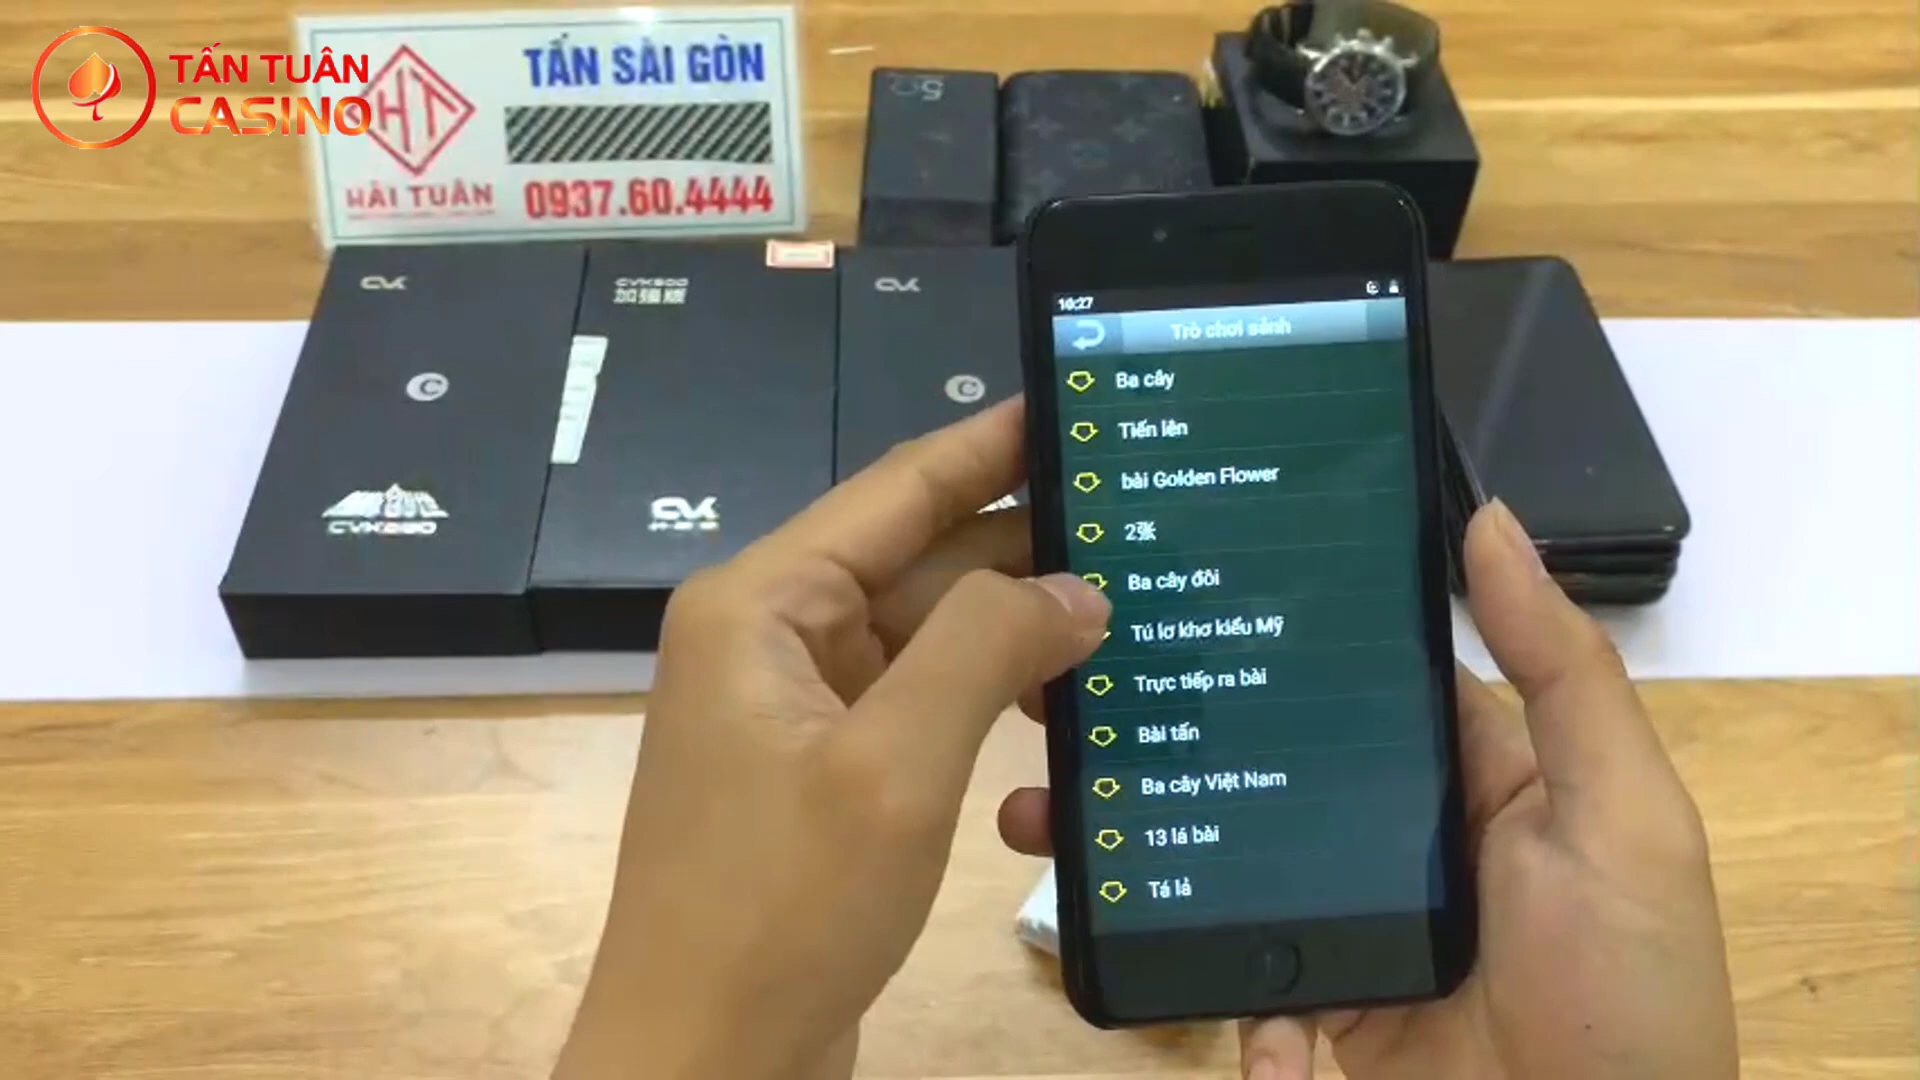 TẤN TUÂN
CASINO
TẤN SÀI GÒN
HẢI TUÂN
0937.60.4444
CVK
CVK
CVK
10:27
Trò chơi sảnh
Ba cây
Tiến lên
bài Golden Flower
2张
Ba cây đôi
Tú lơ khơ kiểu Mỹ
Trực tiếp ra bài
Bài tấn
Ba cây Việt Nam
13 lá bài
Tá lả